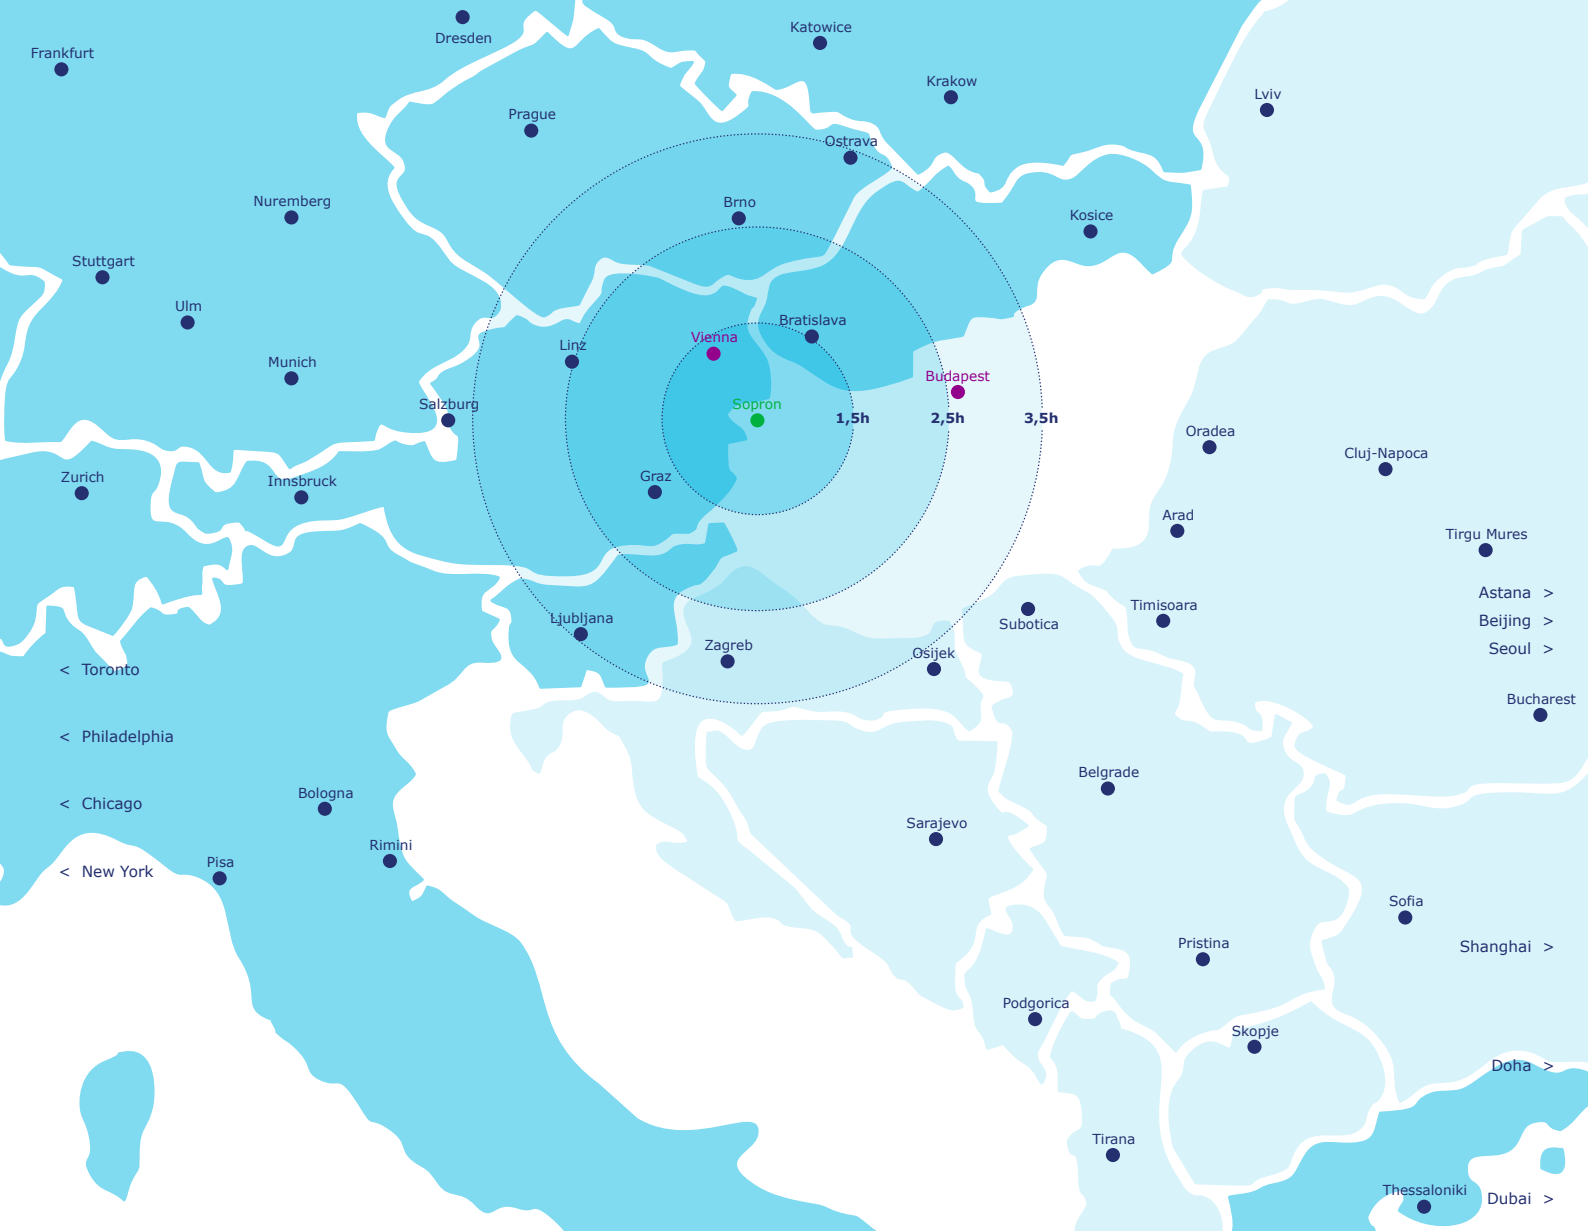 Katowice
Dresden
Frankfurt
Krakow
Lviv
Prague
Ostrava
Nuremberg
Brno
Kosice
Stuttgart
Ulm
Bratislava
Vienna
Linz
Munich
Budapest
Salzburg
Sopron
1,5h
2,5h
3,5h
Oradea
Cluj-Napoca
Zurich
Innsbruck
Graz
Arad
Tirgu Mures
Astana >
Timisoara
Ljubljana
Subotica
Beijing >
Zagreb
Osijek
Seoul >
< Toronto
Bucharest
< Philadelphia
Belgrade
Bologna
< Chicago
Sarajevo
Rimini
Pisa
< New York
Sofia
Pristina
Shanghai >
Podgorica
Skopje
Doha >
Tirana
Thessaloniki
Dubai >